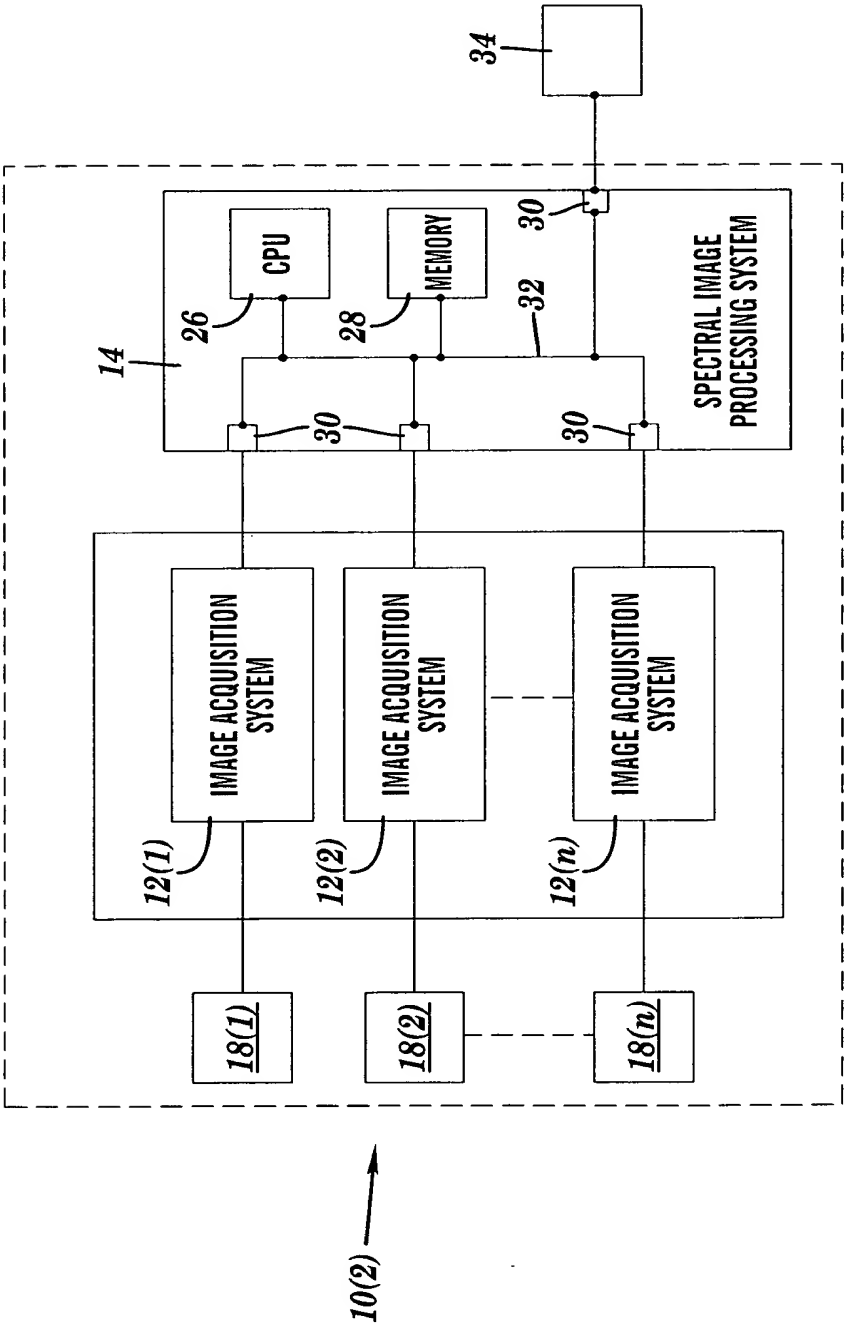 10(2)
18(1)
18(2)
18(n)
12(1)
IMAGE ACQUISITION
SYSTEM
12(2)
IMAGE ACQUISITION
SYSTEM
12(n)
IMAGE ACQUISITION
SYSTEM
14
30
30
26
CPU
28
MEMORY
32
30
SPECTRAL IMAGE
PROCESSING SYSTEM
34